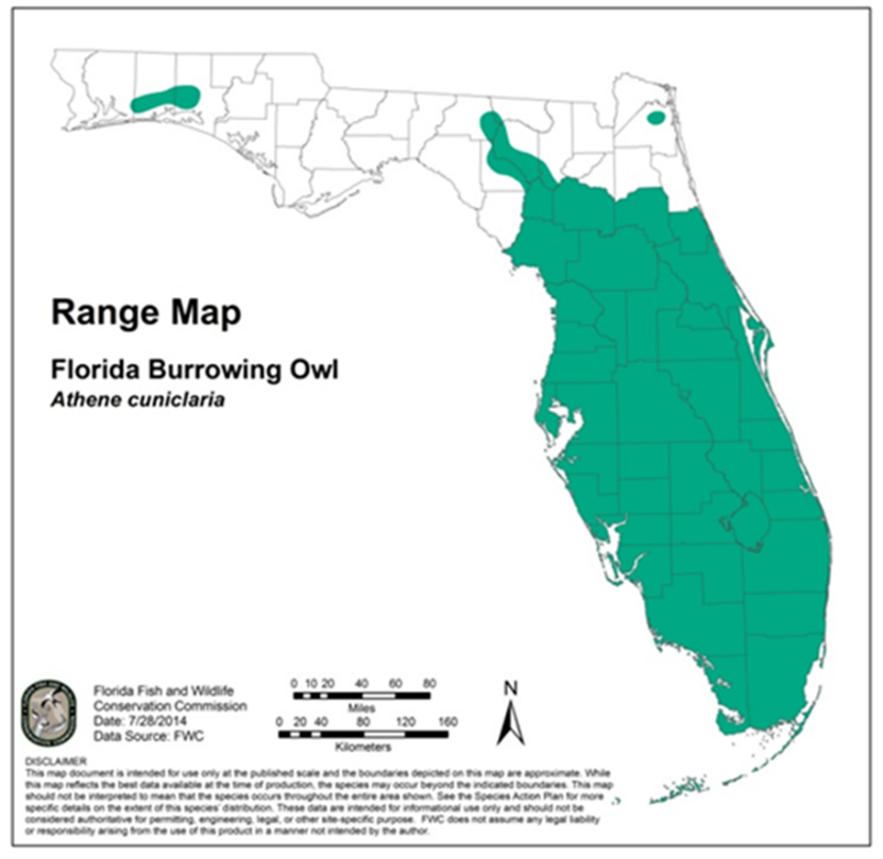 Range Map
Florida Burrowing Owl
Athene cuniclaria
Florida Fish and Wildlife
Conservation Commission
Date: 7/28/2014
Data Source: FWC
0 10 20 40 60 80
Miles
0 20 40 80 120 160
Kilometers
N
DISCLAIMER
This map document is intended for use only at the published scale and the boundaries depicted on this map are approximate. While
this map reflects the best data available at the time of production, the species may occur beyond the indicated boundaries. This map
should not be interpreted to mean that the species occurs throughout the entire area shown. See the Species Action Plan for more
specific details on the extent of this species' distribution. These data are intended for informational use only and should not be
considered authoritative for permitting, engineering, legal, or other site-specific purpose. FWC does not assume any legal liability
or responsibility arising from the use of this product in a manner not intended by the author.